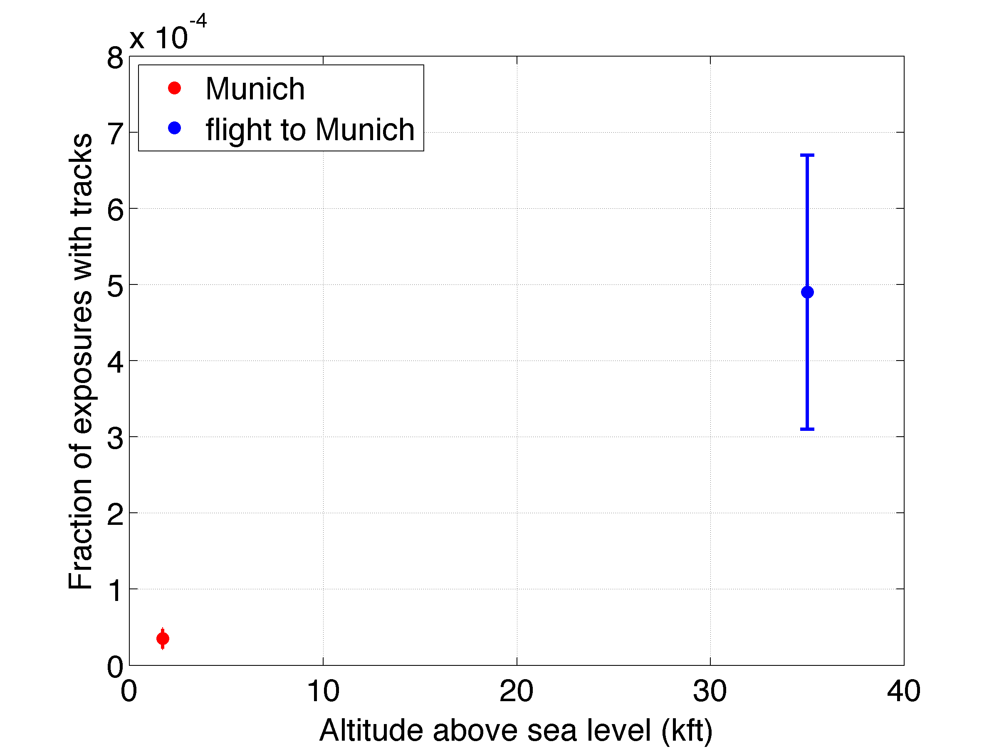 x 10-4
8
7
6
5
4
3
2
1
0
Munich
flight to Munich
Fraction of exposures with tracks
0 10 20 30 40
Altitude above sea level (kft)